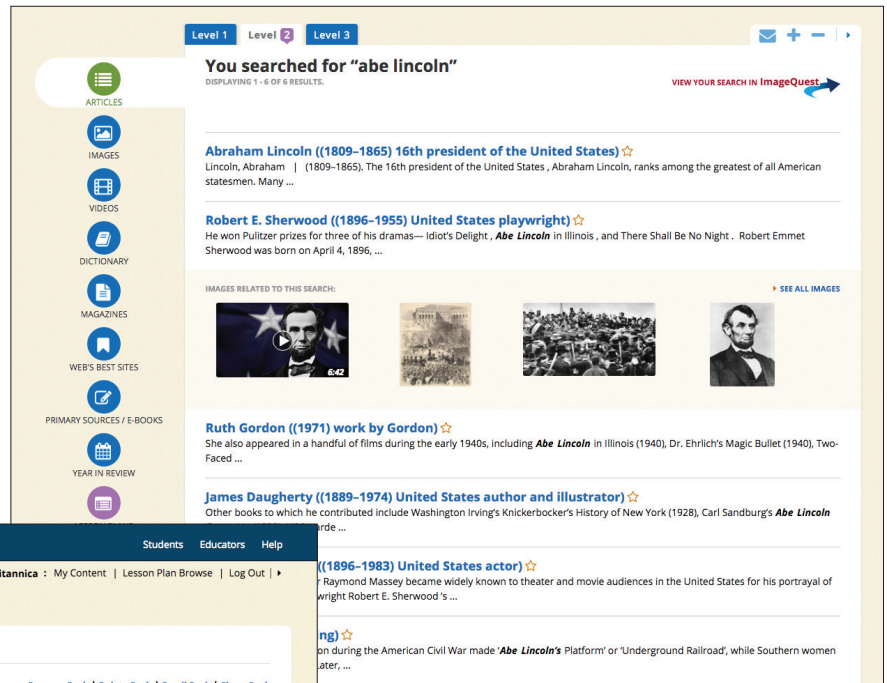 Level 1 Level 2 Level 3
You searched for “abe lincoln”
DISPLAYING 1 - 6 OF 6 RESULTS.
VIEW YOUR SEARCH IN ImageQuest
ARTICLES
IMAGES
VIDEOS
DICTIONARY
MAGAZINES
WEB'S BEST SITES
PRIMARY SOURCES / E-BOOKS
YEAR IN REVIEW
Abraham Lincoln ((1809–1865) 16th president of the United States)
Lincoln, Abraham | (1809–1865). The 16th president of the United States , Abraham Lincoln, ranks among the greatest of all American
statesmen. Many ...
Robert E. Sherwood ((1896–1955) United States playwright)
He won Pulitzer prizes for three of his dramas— Idiot's Delight , Abe Lincoln in Illinois , and There Shall Be No Night . Robert Emmet
Sherwood was born on April 4, 1896, ...
IMAGES RELATED TO THIS SEARCH:
SEE ALL IMAGES
6:42
Ruth Gordon ((1971) work by Gordon)
She also appeared in a handful of films during the early 1940s, including Abe Lincoln in Illinois (1940), Dr. Ehrlich's Magic Bullet (1940), Two-
Faced ...
James Daugherty ((1889–1974) United States author and illustrator)
Other books to which he contributed include Washington Irving's Knickerbocker's History of New York (1928), Carl Sandburg's Abe Lincoln
((1896–1983) United States actor)
Raymond Massey became widely known to theater and movie audiences in the United States for his portrayal of
wright Robert E. Sherwood 's ...
ng)
on during the American Civil War made 'Abe Lincoln's Platform' or 'Underground Railroad', while Southern women
Later, ...
Students Educators Help
itannica : My Content | Lesson Plan Browse | Log Out |